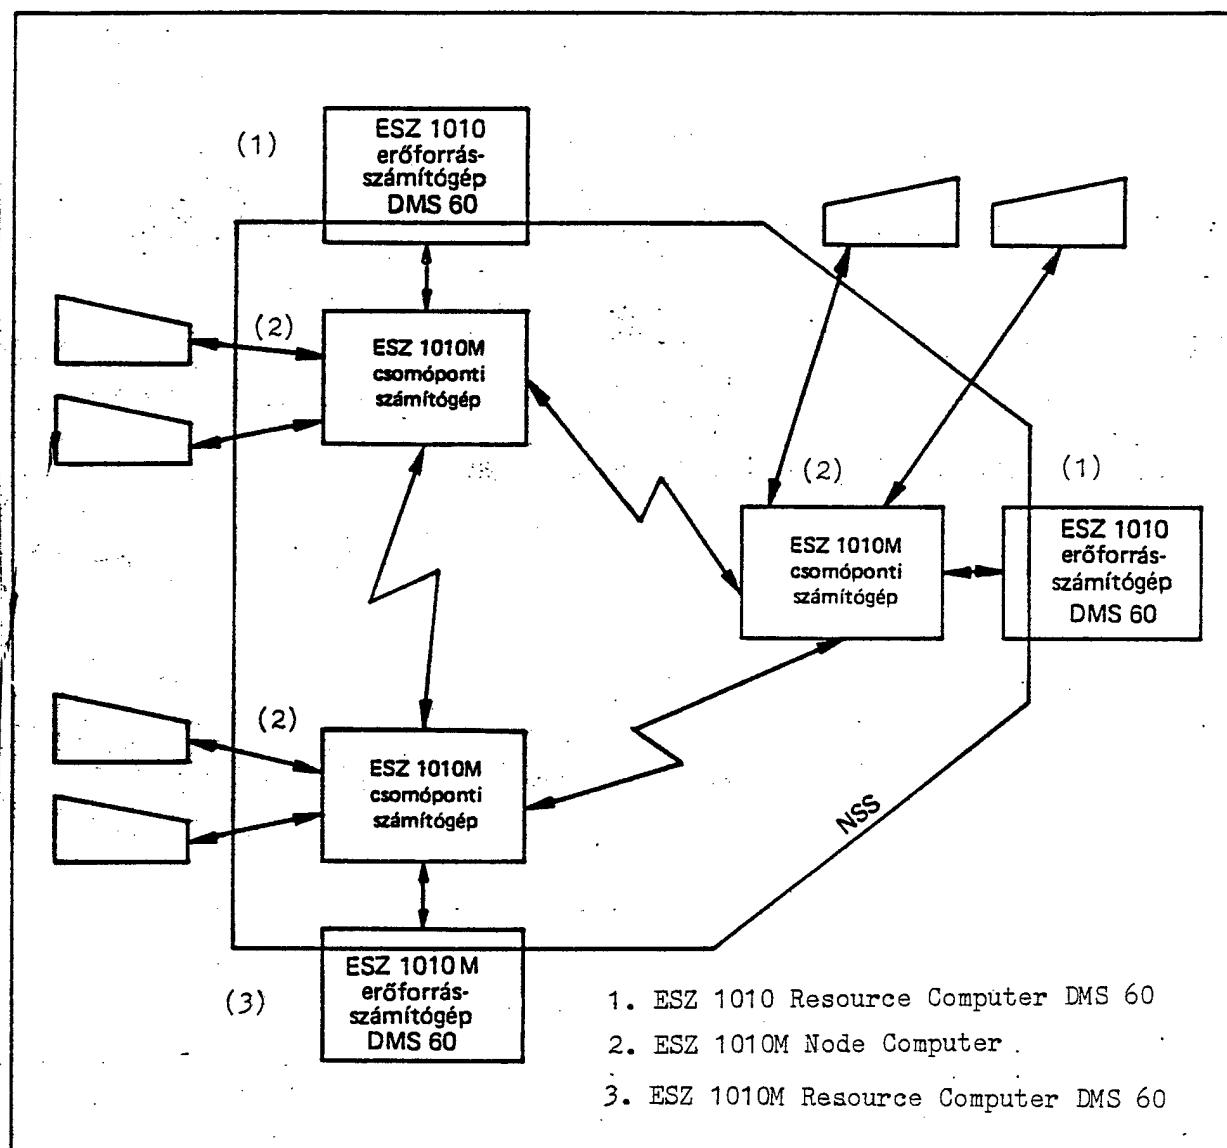 (1)
ESZ 1010
erőforrás-
számítógép
DMS 60
(2)
ESZ 1010M
csomóponti
számítógép
(2)
(1)
ESZ 1010M
csomóponti
számítógép
ESZ 1010
erőforrás-
számítógép
DMS 60
(2)
ESZ 1010M
csomóponti
számítógép
NSS
(3)
ESZ 1010 M
erőforrás-
számítógép
DMS 60
1. ESZ 1010 Resource Computer DMS 60
2. ESZ 1010M Node Computer
3. ESZ 1010M Resource Computer DMS 60